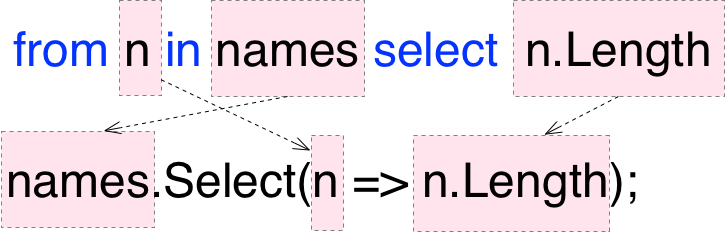 from n in names select n.Length
names.Select(n => n.Length);